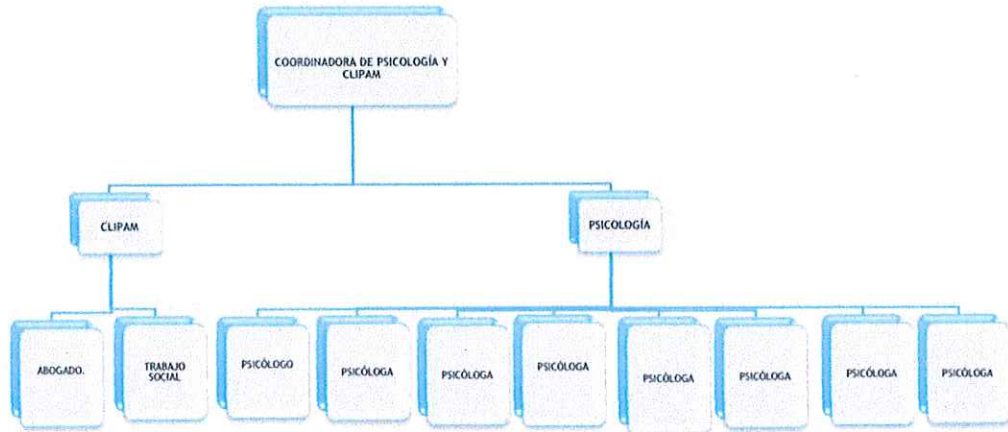 COORDINADORA DE PSICOLOGÍA Y
CLIPAM
CLIPAM
PSICOLOGÍA
ABOGADO.
TRABAJO
SOCIAL
PSICÓLOGO
PSICÓLOGA
PSICÓLOGA
PSICÓLOGA
PSICÓLOGA
PSICÓLOGA
PSICÓLOGA
PSICÓLOGA